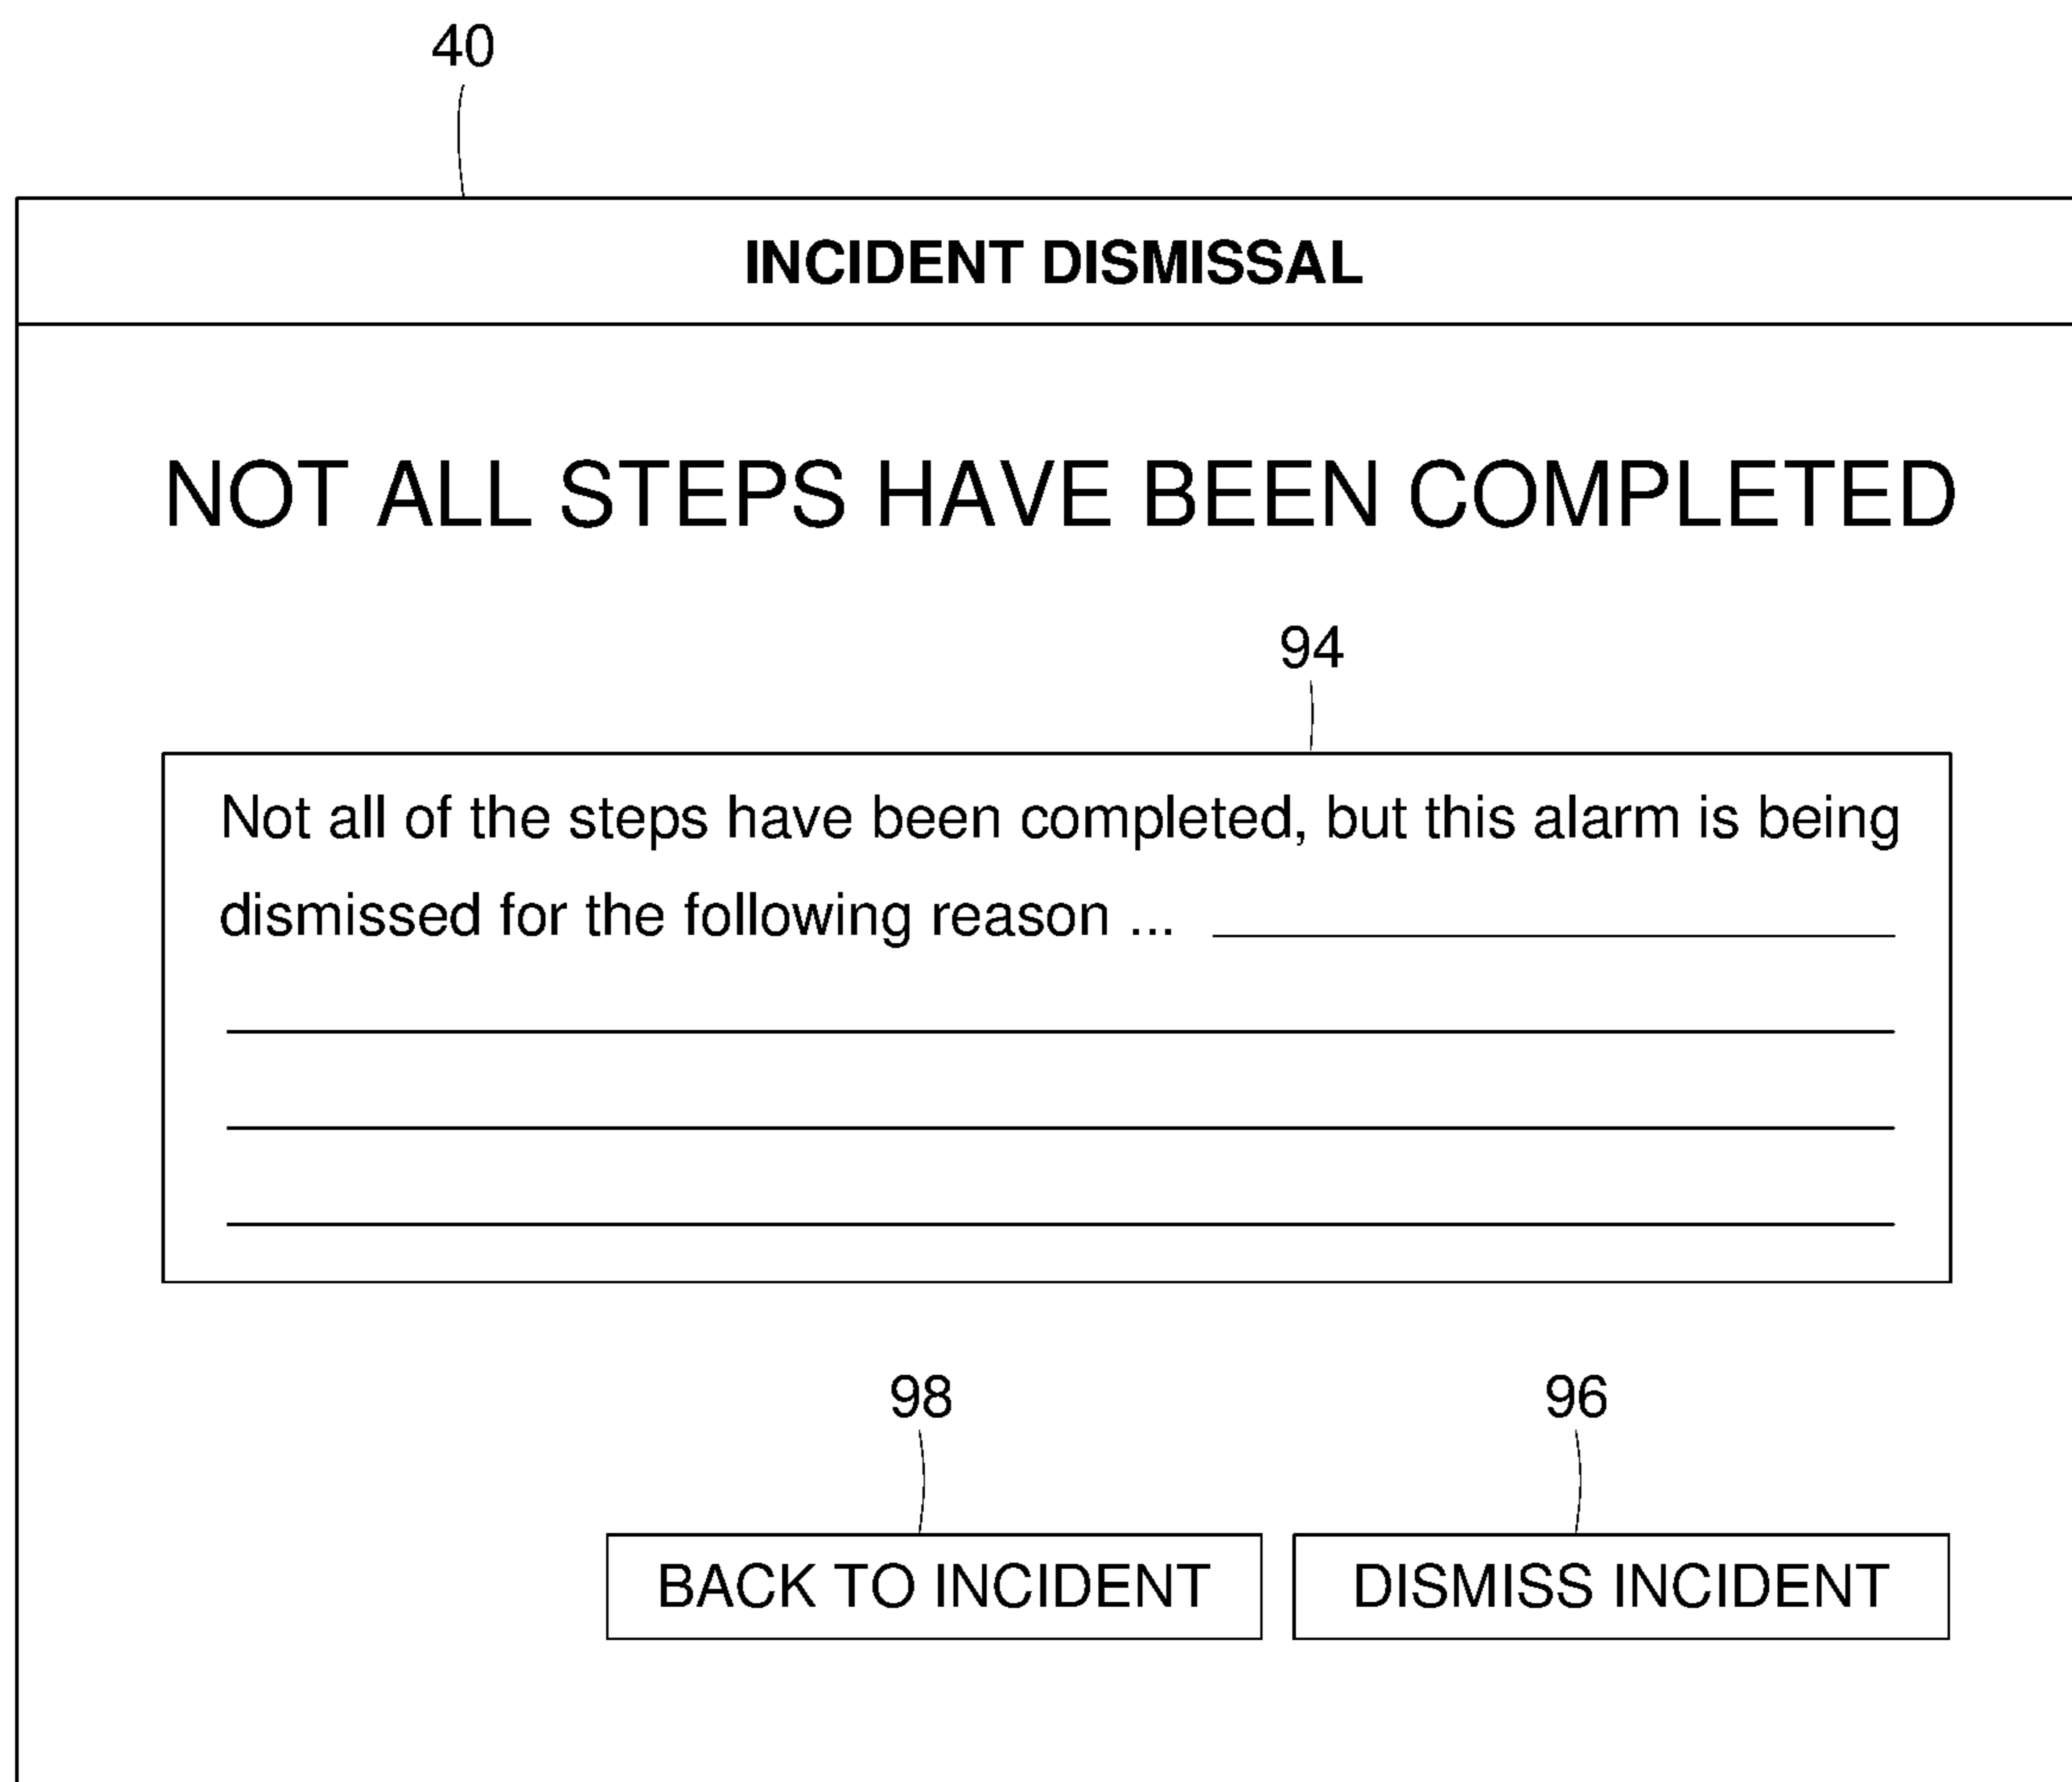 40
INCIDENT DISMISSAL
NOT ALL STEPS HAVE BEEN COMPLETED
94
Not all of the steps have been completed, but this alarm is being
dismissed for the following reason ...
98 96
BACK TO INCIDENT DISMISS INCIDENT